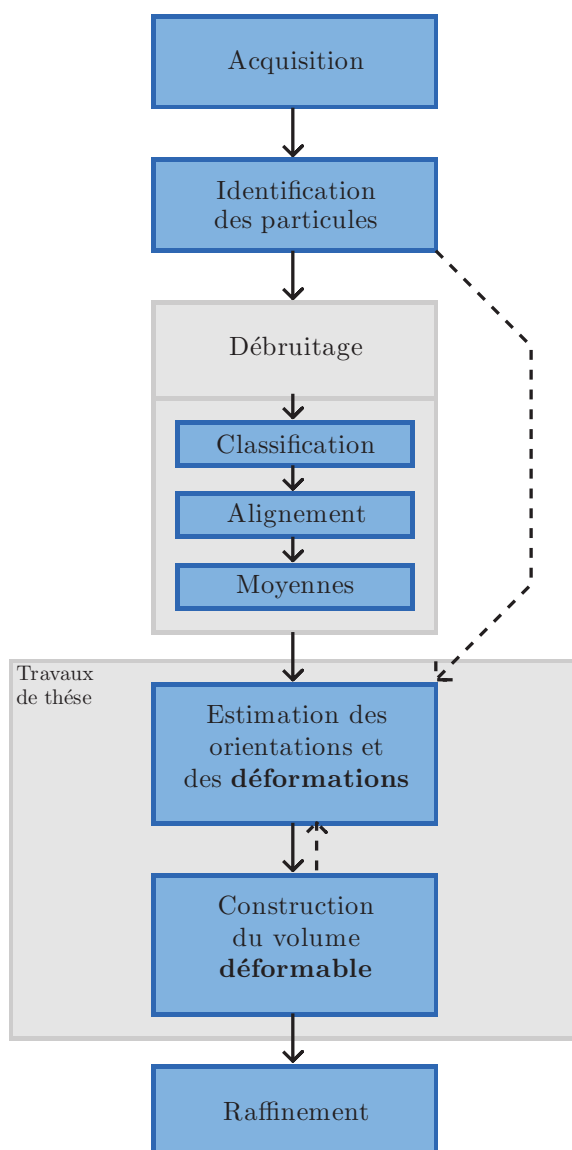 Acquisition
Identification
des particules
Débruitage
Classification
Alignement
Moyennes
Travaux
de thése
Estimation des
orientations et
des déformations
Construction
du volume
déformable
Raffinement